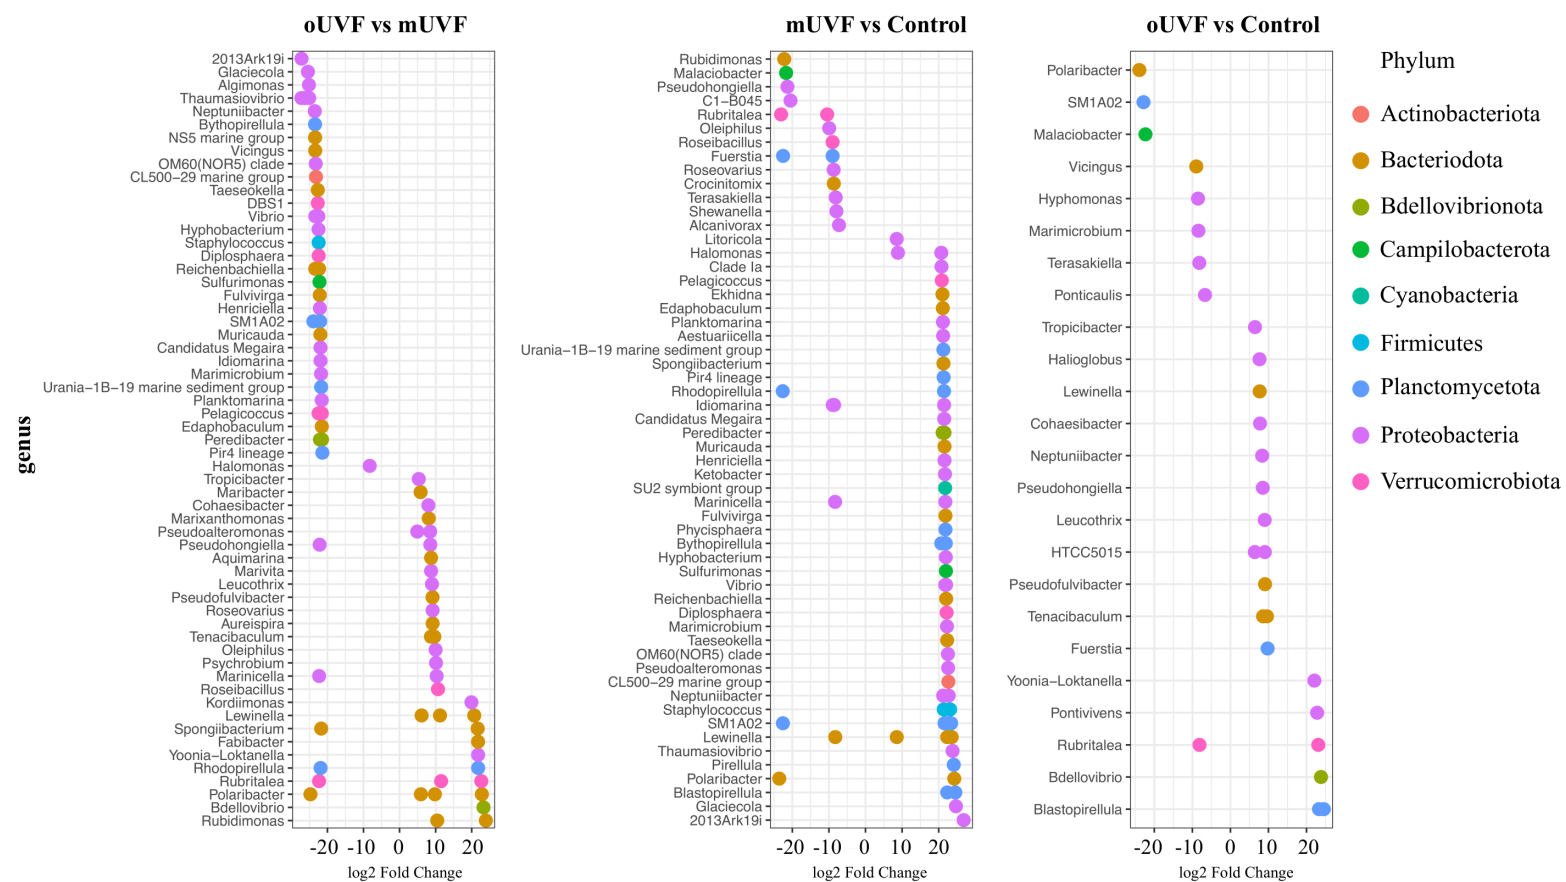 oUVF vs mUVF
mUVF vs Control
oUVF vs Control
genus
2013Ark19i
Glaciecola
Algimonas
Thaumasiovibrio
Neptuniibacter
Bythopirellula
NS5 marine group
Vicingus
OM60(NOR5) clade
CL500−29 marine group
Taeseokella
DBS1
Vibrio
Hyphobacterium
Staphylococcus
Diplosphaera
Reichenbachiella
Sulfurimonas
Fulvivirga
Henriciella
SM1A02
Muricauda
Candidatus Megaira
Idiomarina
Marimicrobium
Urania−1B−19 marine sediment group
Planktomarina
Pelagicoccus
Edaphobaculum
Peredibacter
Pir4 lineage
Halomonas
Tropicibacter
Maribacter
Cohaesibacter
Marixanthomonas
Pseudoalteromonas
Pseudohongiella
Aquimarina
Marivita
Leucothrix
Pseudofulvibacter
Roseovarius
Aureispira
Tenacibaculum
Oleiphilus
Psychrobium
Marinicella
Roseibacillus
Kordiimonas
Lewinella
Spongiibacterium
Fabibacter
Yoonia−Loktanella
Rhodopirellula
Rubritalea
Polaribacter
Bdellovibrio
Rubidimonas
-20 -10 0 10 20
log2 Fold Change
Rubidimonas
Malaciobacter
Pseudohongiella
C1−B045
Rubritalea
Oleiphilus
Roseibacillus
Fuerstia
Roseovarius
Crocinitomix
Terasakiella
Shewanella
Alcanivorax
Litoricola
Halomonas
Clade Ia
Pelagicoccus
Ekhidna
Edaphobaculum
Planktomarina
Aestuariicella
Urania−1B−19 marine sediment group
Spongiibacterium
Pir4 lineage
Rhodopirellula
Idiomarina
Candidatus Megaira
Peredibacter
Muricauda
Henriciella
Ketobacter
SU2 symbiont group
Marinicella
Fulvivirga
Phycisphaera
Bythopirellula
Hyphobacterium
Sulfurimonas
Vibrio
Reichenbachiella
Diplosphaera
Marimicrobium
Taeseokella
OM60(NOR5) clade
Pseudoalteromonas
CL500−29 marine group
Neptuniibacter
Staphylococcus
SM1A02
Lewinella
Thaumasiovibrio
Pirellula
Polaribacter
Blastopirellula
Glaciecola
2013Ark19i
-20 -10 0 10 20
log2 Fold Change
Polaribacter
SM1A02
Malaciobacter
Vicingus
Hyphomonas
Marimicrobium
Terasakiella
Ponticaulis
Tropicibacter
Halioglobus
Lewinella
Cohaesibacter
Neptuniibacter
Pseudohongiella
Leucothrix
HTCC5015
Pseudofulvibacter
Tenacibaculum
Fuerstia
Yoonia−Loktanella
Pontivivens
Rubritalea
Bdellovibrio
Blastopirellula
-20 -10 0 10 20
log2 Fold Change
Phylum
Actinobacteriota
Bacteriodota
Bdellovibrionota
Campilobacterota
Cyanobacteria
Firmicutes
Planctomycetota
Proteobacteria
Verrucomicrobiota